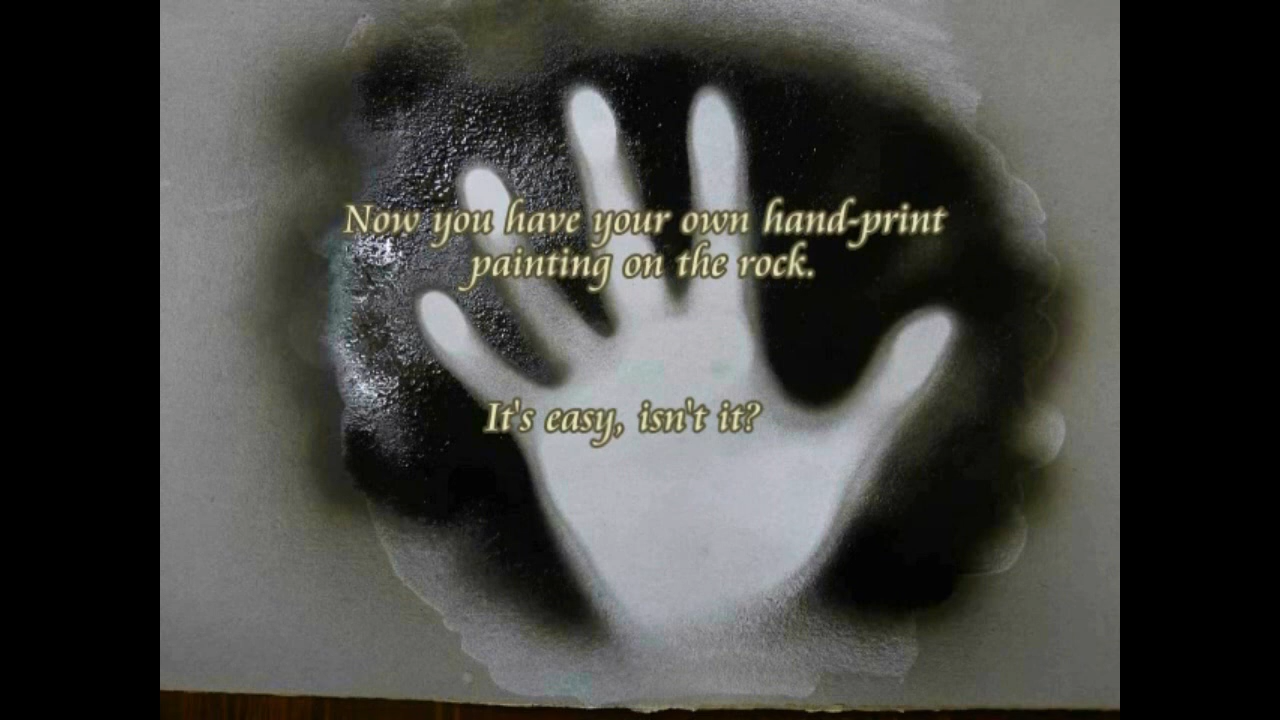 Now you have your own hand-print
painting on the rock.
It's easy, isn't it?